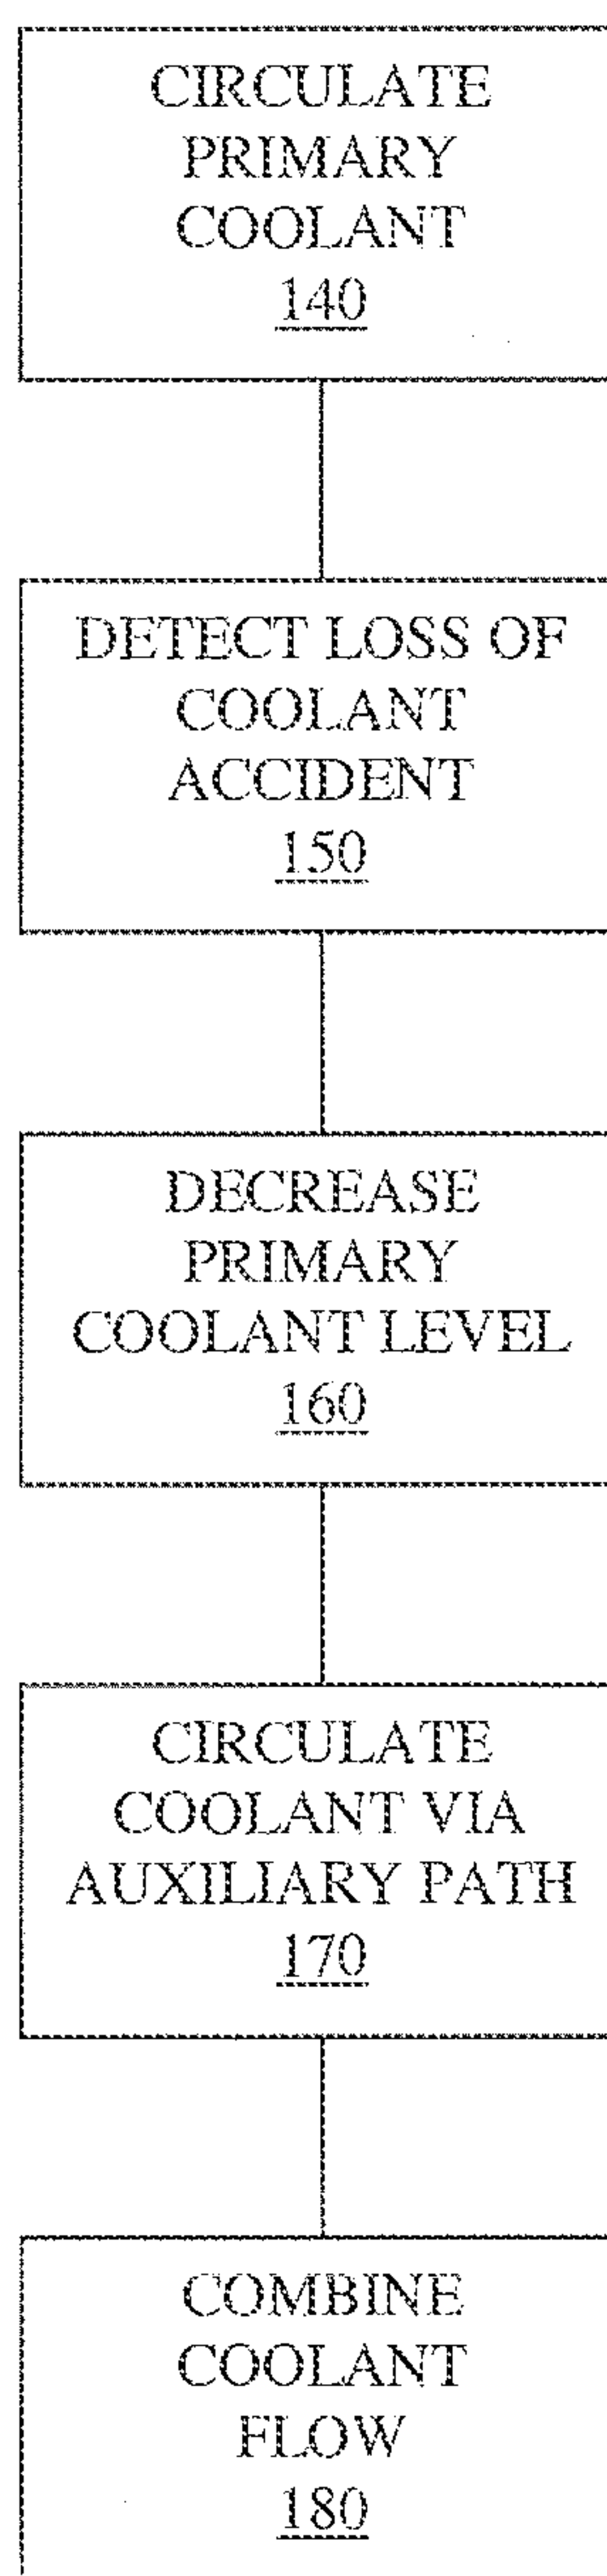 CIRCULATE
PRIMARY
COOLANT
140
DETECT LOSS OF
COOLANT
ACCIDENT
150
DECREASE
PRIMARY
COOLANT LEVEL
160
CIRCULATE
COOLANT VIA
AUXILIARY PATH
170
COMBINE
COOLANT
FLOW
180